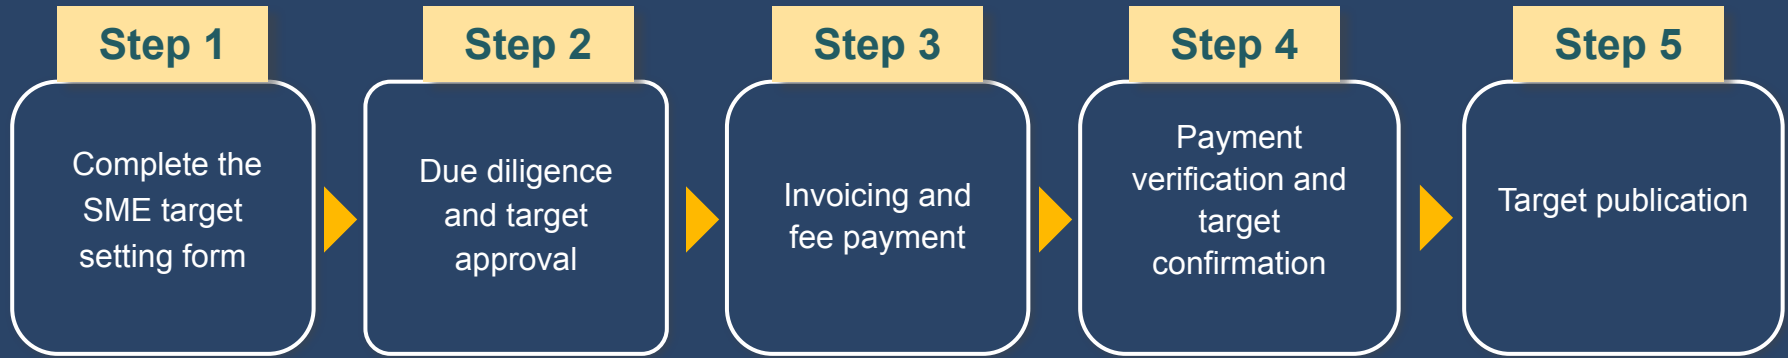 Step 1
Complete the
SME target
setting form
Step 2
Due diligence
and target
approval
Step 3
Invoicing and
fee payment
Step 4
Payment
verification and
target
confirmation
Step 5
Target publication